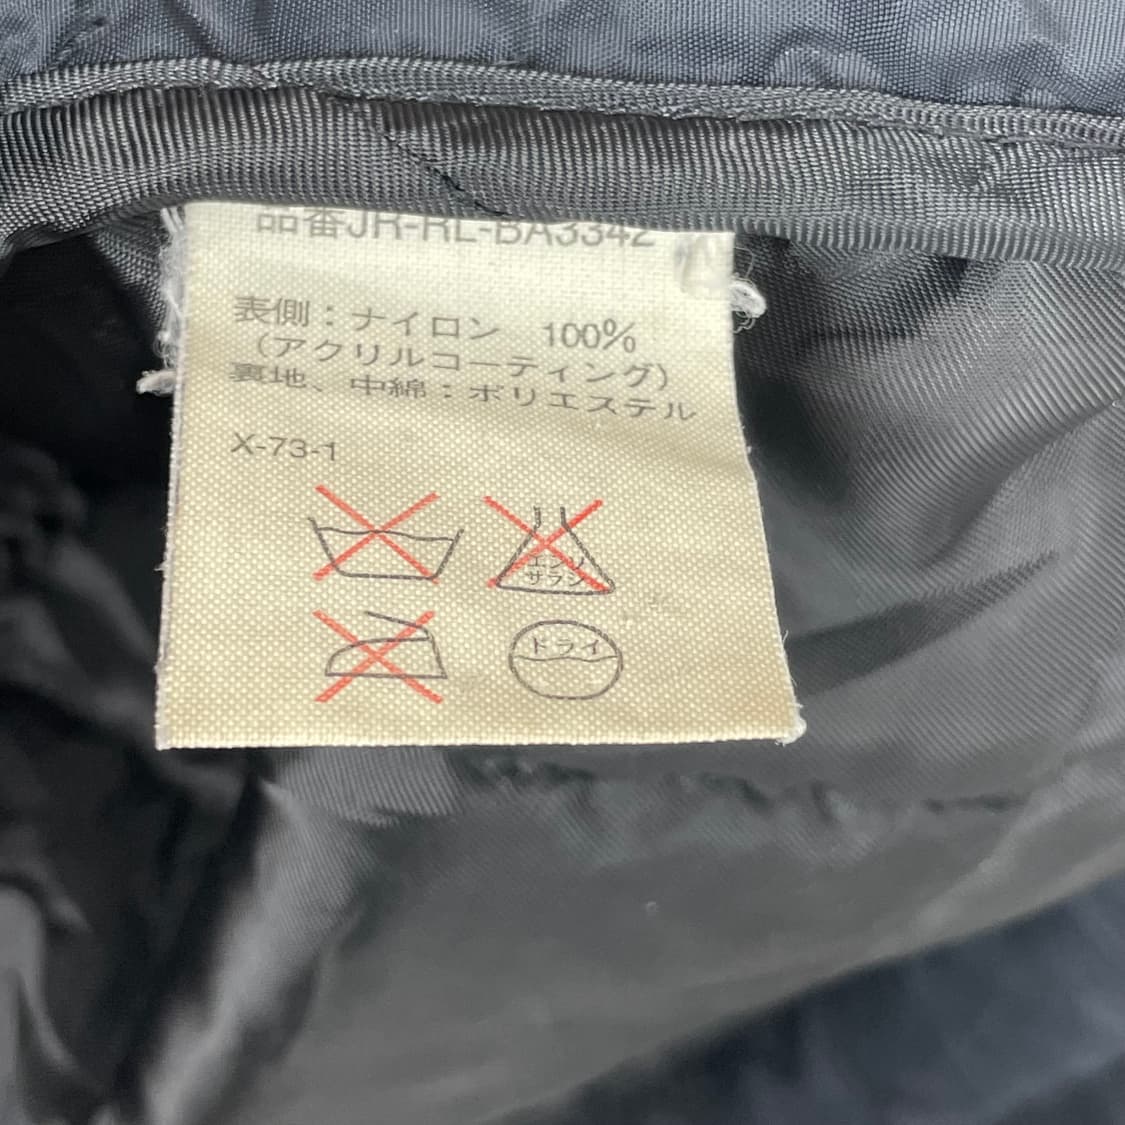 品番JR-RL-BA3342
表側：ナイロン　100%
（アクリルコーティング）
裏地、中綿：ポリエステル
X-73-1
エンソ
サラシ
ドライ